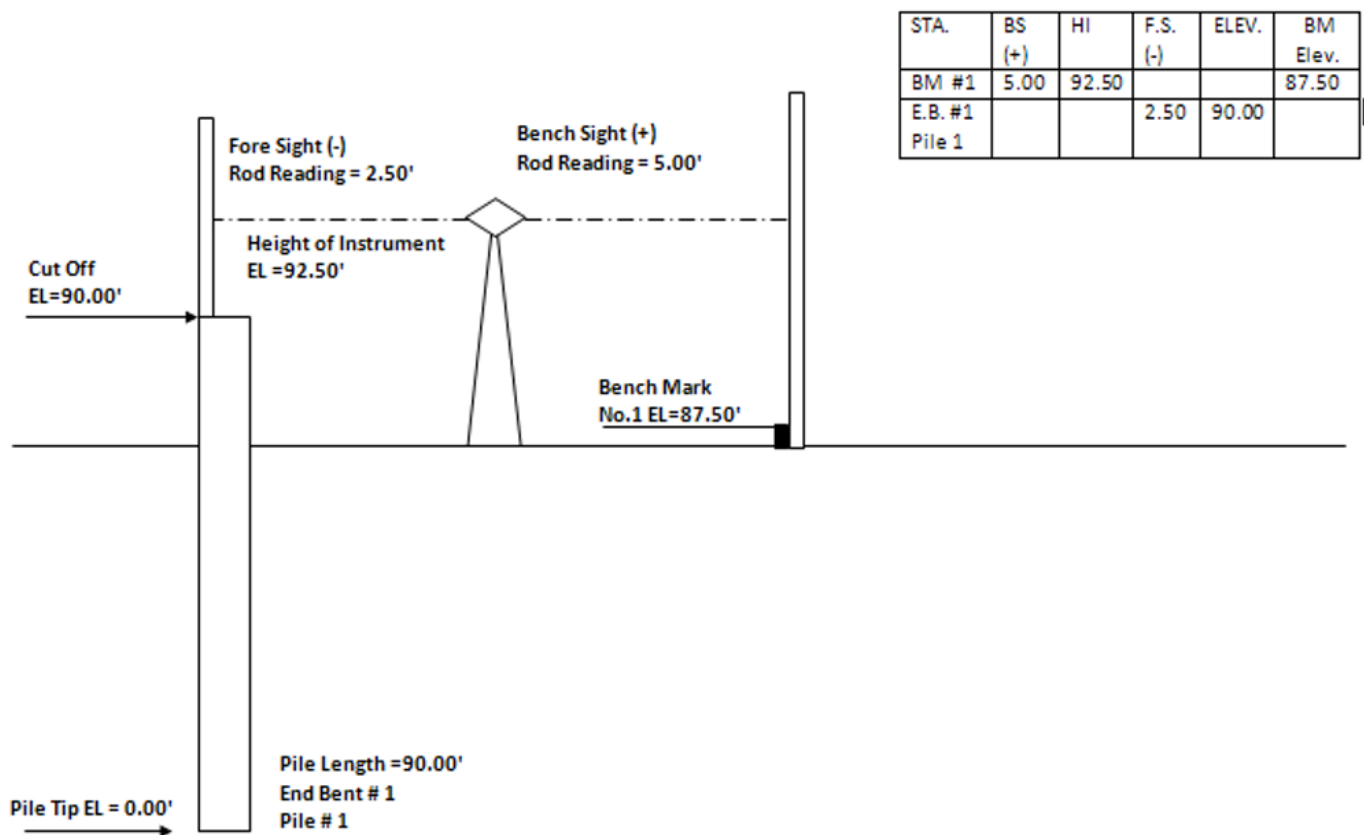 STA. BS (+) HI F.S. (-) ELEV. BM Elev.
BM #1 5.00 92.50 87.50
E.B. #1 Pile 1 2.50 90.00
Fore Sight (-)
Rod Reading = 2.50'
Bench Sight (+)
Rod Reading = 5.00'
Height of Instrument
EL =92.50'
Cut Off
EL=90.00'
Bench Mark
No.1 EL=87.50'
Pile Length =90.00'
End Bent # 1
Pile # 1
Pile Tip EL = 0.00'